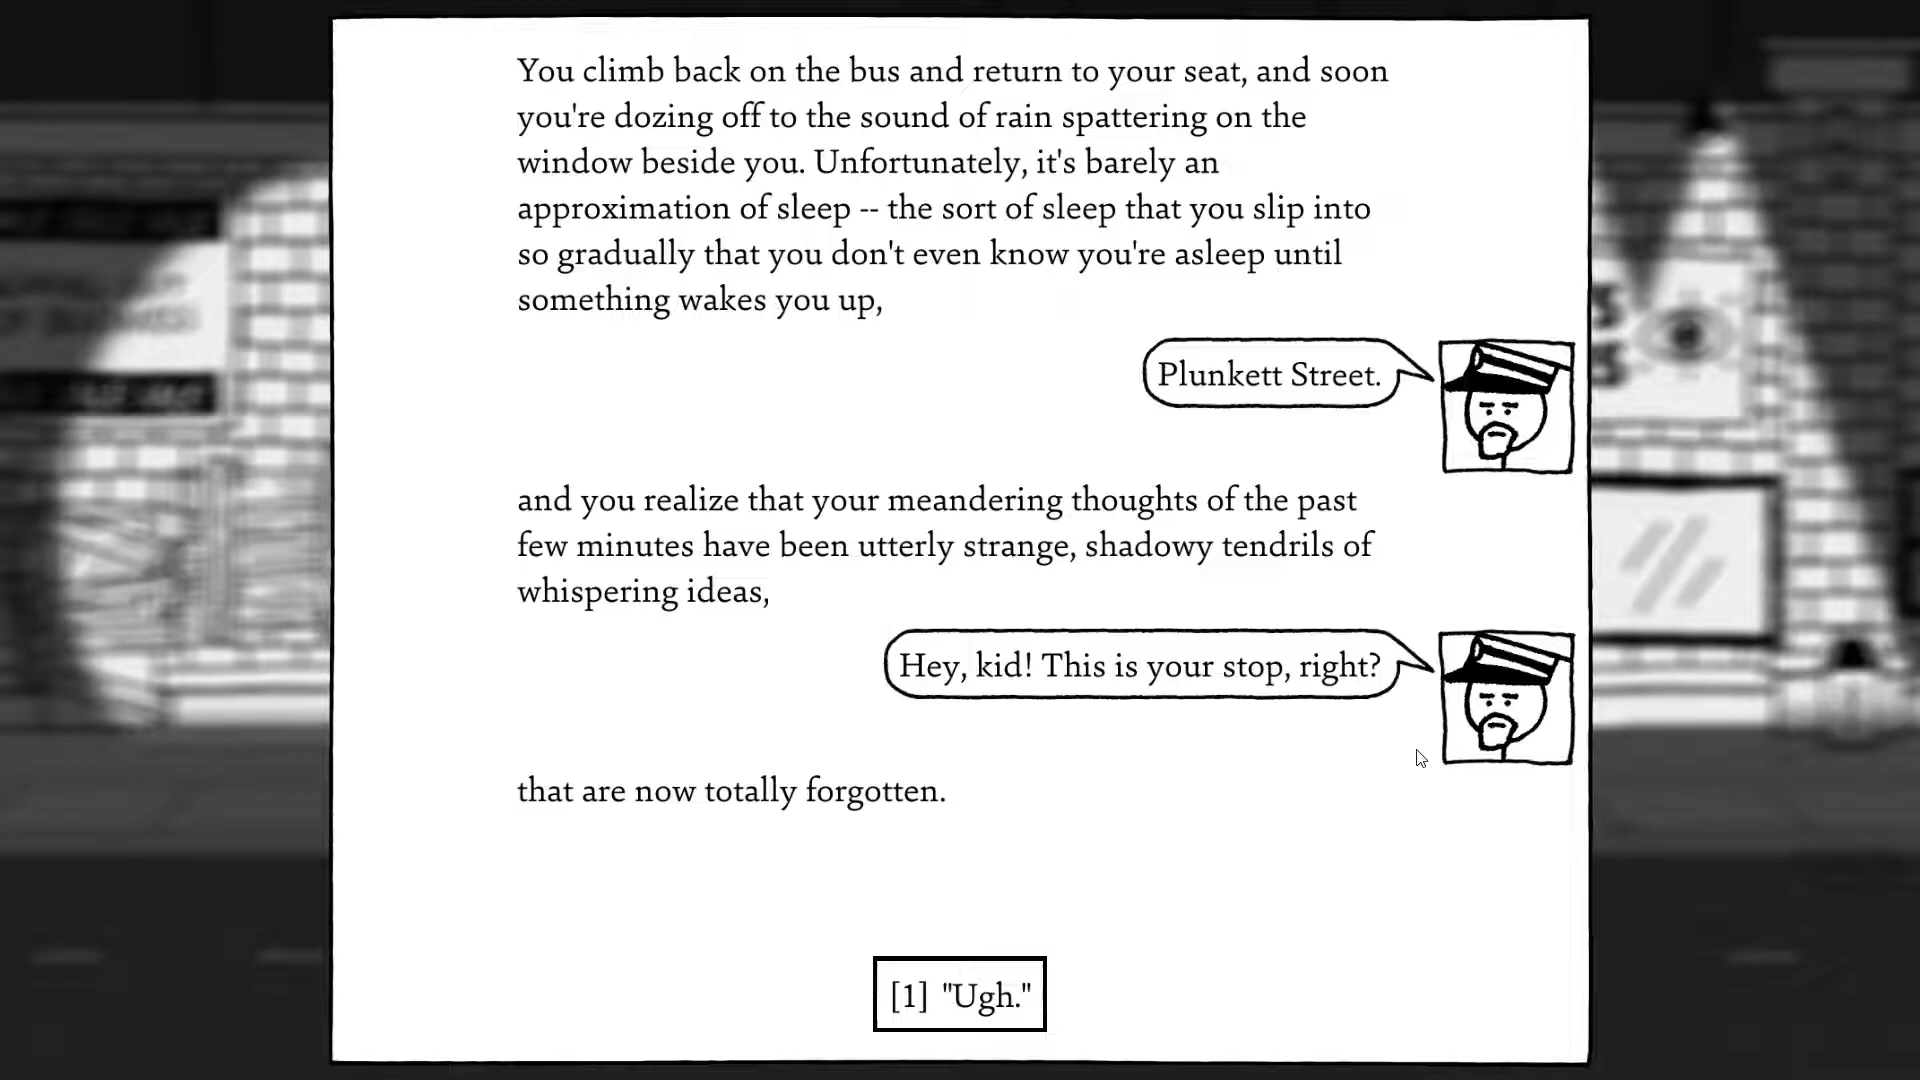 You climb back on the bus and return to your seat, and soon
you're dozing off to the sound of rain spattering on the
window beside you. Unfortunately, it's barely an
approximation of sleep -- the sort of sleep that you slip into
so gradually that you don't even know you're asleep until
something wakes you up,
Plunkett Street.
and you realize that your meandering thoughts of the past
few minutes have been utterly strange, shadowy tendrils of
whispering ideas,
Hey, kid! This is your stop, right?
that are now totally forgotten.
[1] "Ugh."